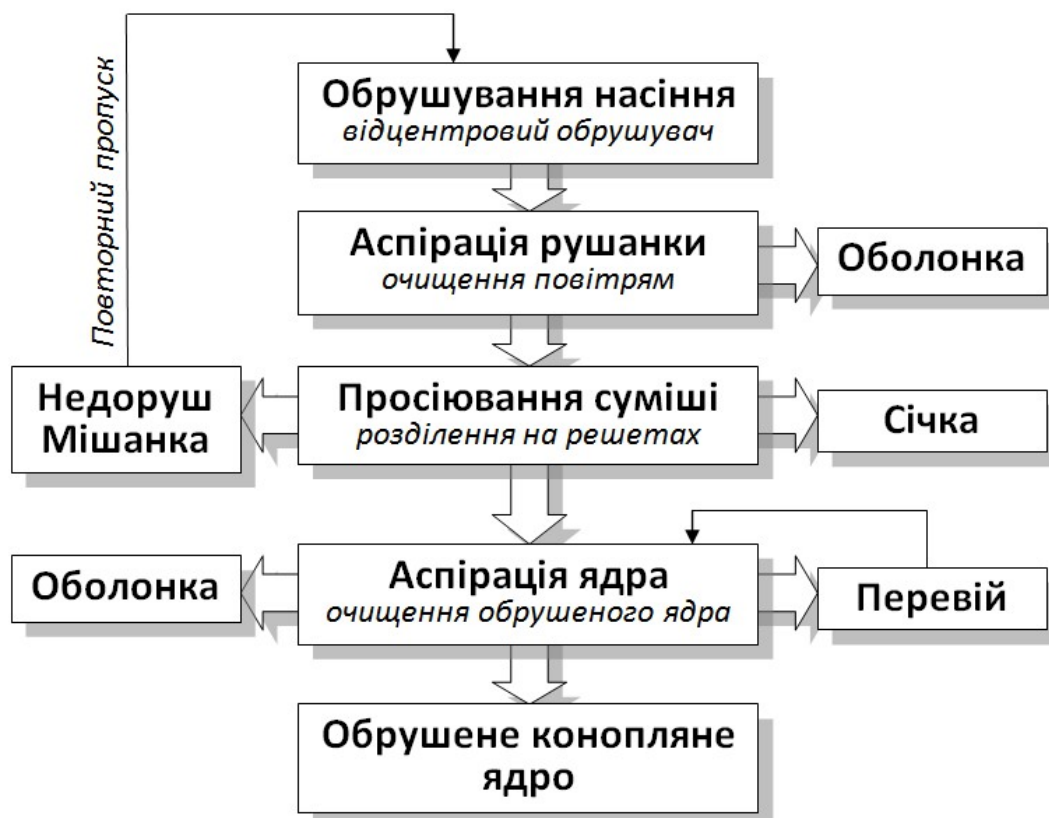 Повторний пропуск
Обрушування насіння
відцентровий обрушувач
Аспірація рушанки
очищення повітрям
Оболонка
Недоруш
Мішанка
Просіювання суміші
розділення на решетах
Січка
Оболонка
Аспірація ядра
очищення обрушеного ядра
Перевій
Обрушене конопляне
ядро